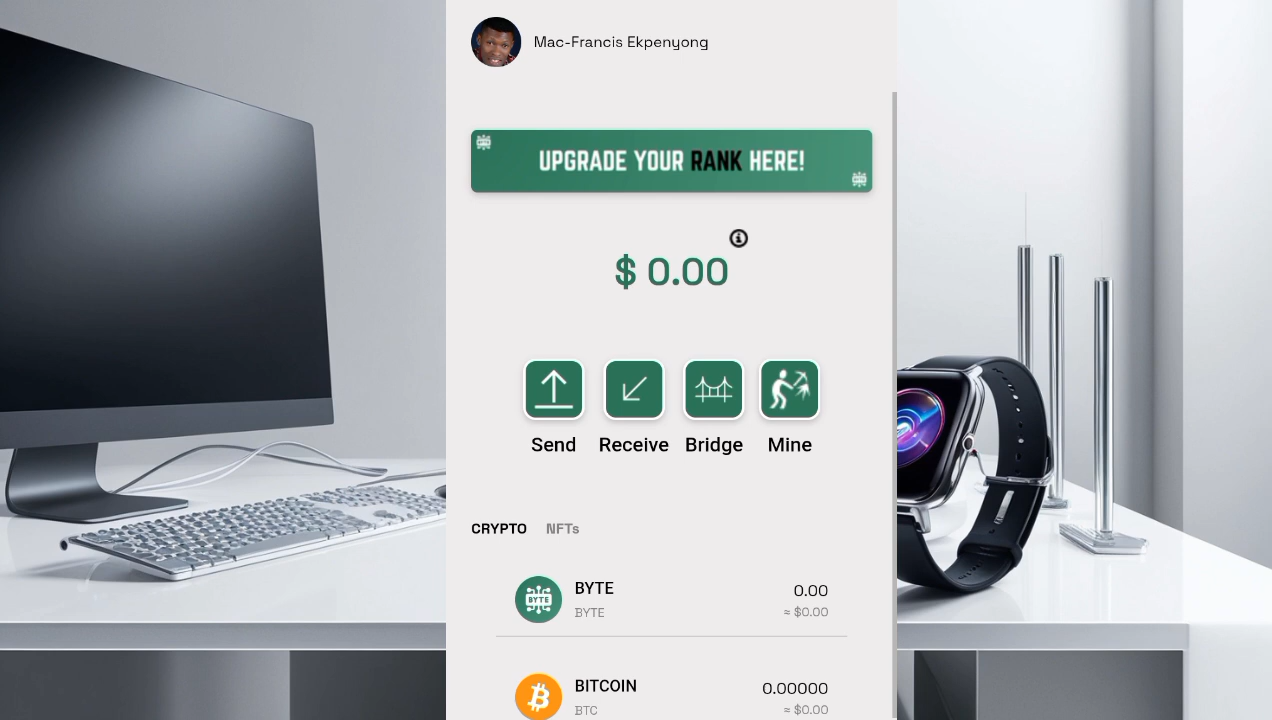 Mac-Francis Ekpenyong
UPGRADE YOUR RANK HERE!
$ 0.00
Send Receive Bridge Mine
CRYPTO NFTs
BYTE
BYTE 0.00
BYTE ≈ $0.00
BITCOIN 0.00000
BTC ≈ $0.00